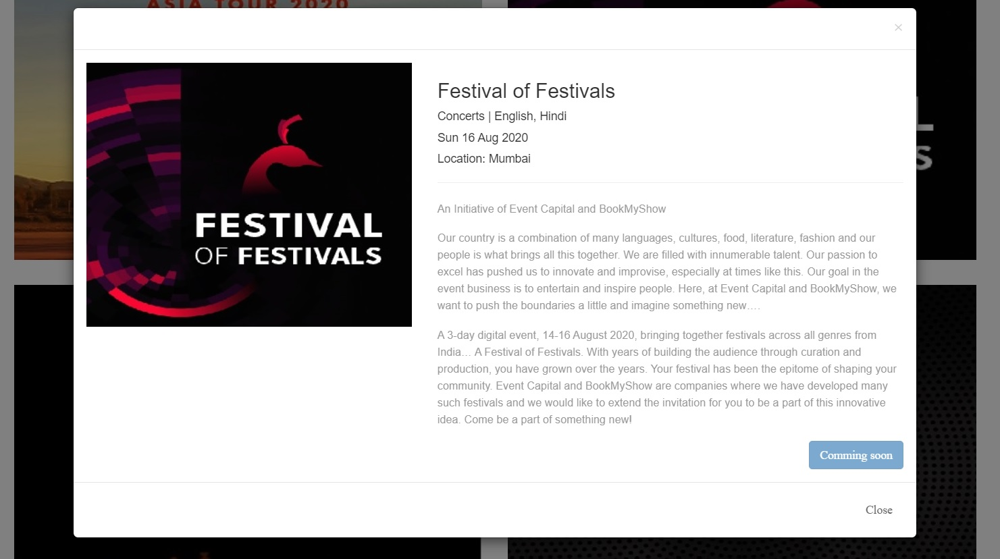 ASIA TOUR 2020
×
FESTIVAL
OF FESTIVALS
Festival of Festivals
Concerts | English, Hindi
Sun 16 Aug 2020
Location: Mumbai
An Initiative of Event Capital and BookMyShow
Our country is a combination of many languages, cultures, food, literature, fashion and our
people is what brings all this together. We are filled with innumerable talent. Our passion to
excel has pushed us to innovate and improvise, especially at times like this. Our goal in the
event business is to entertain and inspire people. Here, at Event Capital and BookMyShow, we
want to push the boundaries a little and imagine something new….
A 3-day digital event, 14-16 August 2020, bringing together festivals across all genres from
India… A Festival of Festivals. With years of building the audience through curation and
production, you have grown over the years. Your festival has been the epitome of shaping your
community. Event Capital and BookMyShow are companies where we have developed many
such festivals and we would like to extend the invitation for you to be a part of this innovative
idea. Come be a part of something new!
Comming soon
Close
L
S